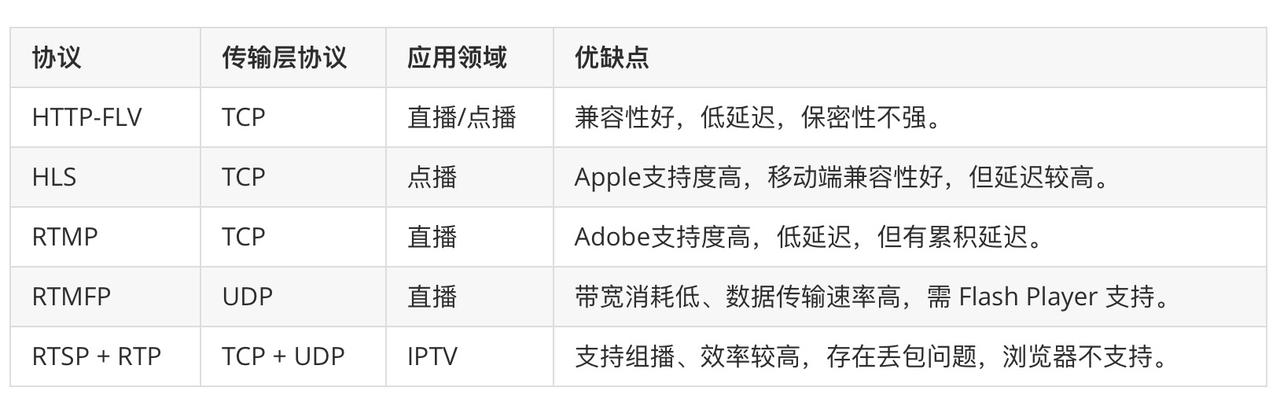 协议 传输层协议 应用领域 优缺点
HTTP-FLV TCP 直播/点播 兼容性好，低延迟，保密性不强。
HLS TCP 点播 Apple支持度高，移动端兼容性好，但延迟较高。
RTMP TCP 直播 Adobe支持度高，低延迟，但有累积延迟。
RTMFP UDP 直播 带宽消耗低、数据传输速率高，需 Flash Player 支持。
RTSP + RTP TCP + UDP IPTV 支持组播、效率较高，存在丢包问题，浏览器不支持。